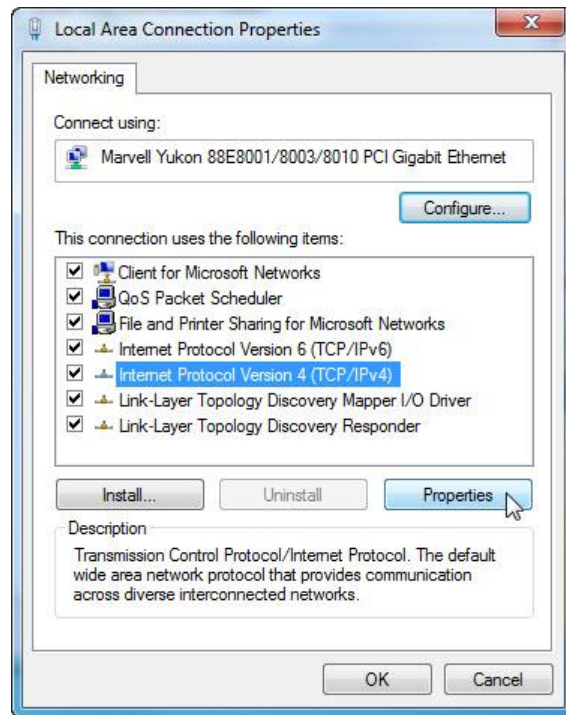 Local Area Connection Properties
Networking
Connect using:
Marvell Yukon 88E8001/8003/8010 PCI Gigabit Ethernet
Configure...
This connection uses the following items:
Client for Microsoft Networks
QoS Packet Scheduler
File and Printer Sharing for Microsoft Networks
Internet Protocol Version 6 (TCP/IPv6)
Internet Protocol Version 4 (TCP/IPv4)
Link-Layer Topology Discovery Mapper I/O Driver
Link-Layer Topology Discovery Responder
Install... Uninstall Properties
Description
Transmission Control Protocol/Internet Protocol. The default
wide area network protocol that provides communication
across diverse interconnected networks.
OK Cancel